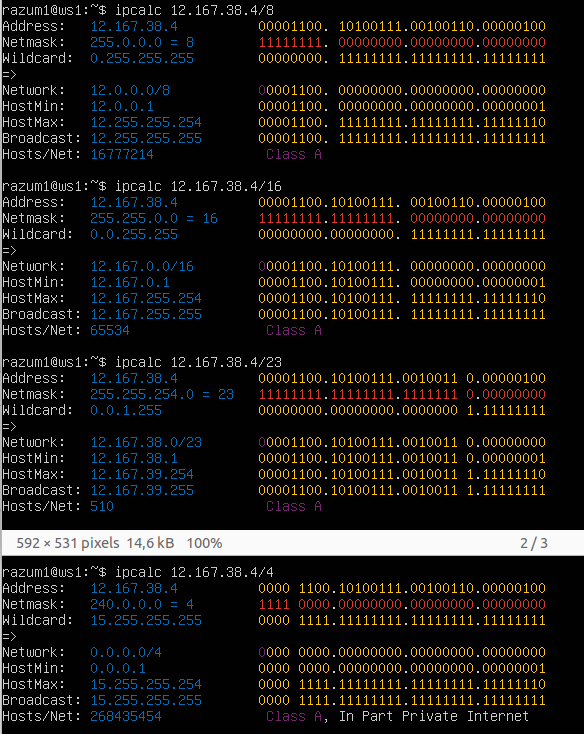 razum1@ws1:~$ ipcalc 12.167.38.4/8
Address: 12.167.38.4 00001100. 10100111.00100110.00000100
Netmask: 255.0.0.0 = 8 11111111. 00000000.00000000.00000000
Wildcard: 0.255.255.255 00000000. 11111111.11111111.11111111
=>
Network: 12.0.0.0/8 00001100. 00000000.00000000.00000000
HostMin: 12.0.0.1 00001100. 00000000.00000000.00000001
HostMax: 12.255.255.254 00001100. 11111111.11111111.11111110
Broadcast: 12.255.255.255 00001100. 11111111.11111111.11111111
Hosts/Net: 16777214 Class A
razum1@ws1:~$ ipcalc 12.167.38.4/16
Address: 12.167.38.4 00001100.10100111. 00100110.00000100
Netmask: 255.255.0.0 = 16 11111111.11111111. 00000000.00000000
Wildcard: 0.0.255.255 00000000.00000000. 11111111.11111111
=>
Network: 12.167.0.0/16 00001100.10100111. 00000000.00000000
HostMin: 12.167.0.1 00001100.10100111. 00000000.00000001
HostMax: 12.167.255.254 00001100.10100111. 11111111.11111110
Broadcast: 12.167.255.255 00001100.10100111. 11111111.11111111
Hosts/Net: 65534 Class A
razum1@ws1:~$ ipcalc 12.167.38.4/23
Address: 12.167.38.4 00001100.10100111.0010011 0.00000100
Netmask: 255.255.254.0 = 23 11111111.11111111.1111111 0.00000000
Wildcard: 0.0.1.255 00000000.00000000.0000000 1.11111111
=>
Network: 12.167.38.0/23 00001100.10100111.0010011 0.00000000
HostMin: 12.167.38.1 00001100.10100111.0010011 0.00000001
HostMax: 12.167.39.254 00001100.10100111.0010011 1.11111110
Broadcast: 12.167.39.255 00001100.10100111.0010011 1.11111111
Hosts/Net: 510 Class A
592 × 531 pixels 14,6 kB 100% 2 / 3
razum1@ws1:~$ ipcalc 12.167.38.4/4
Address: 12.167.38.4 0000 1100.10100111.00100110.00000100
Netmask: 240.0.0.0 = 4 1111 0000.00000000.00000000.00000000
Wildcard: 15.255.255.255 0000 1111.11111111.11111111.11111111
=>
Network: 0.0.0.0/4 0000 0000.00000000.00000000.00000000
HostMin: 0.0.0.1 0000 0000.00000000.00000000.00000001
HostMax: 15.255.255.254 0000 1111.11111111.11111111.11111110
Broadcast: 15.255.255.255 0000 1111.11111111.11111111.11111111
Hosts/Net: 268435454 Class A, In Part Private Internet